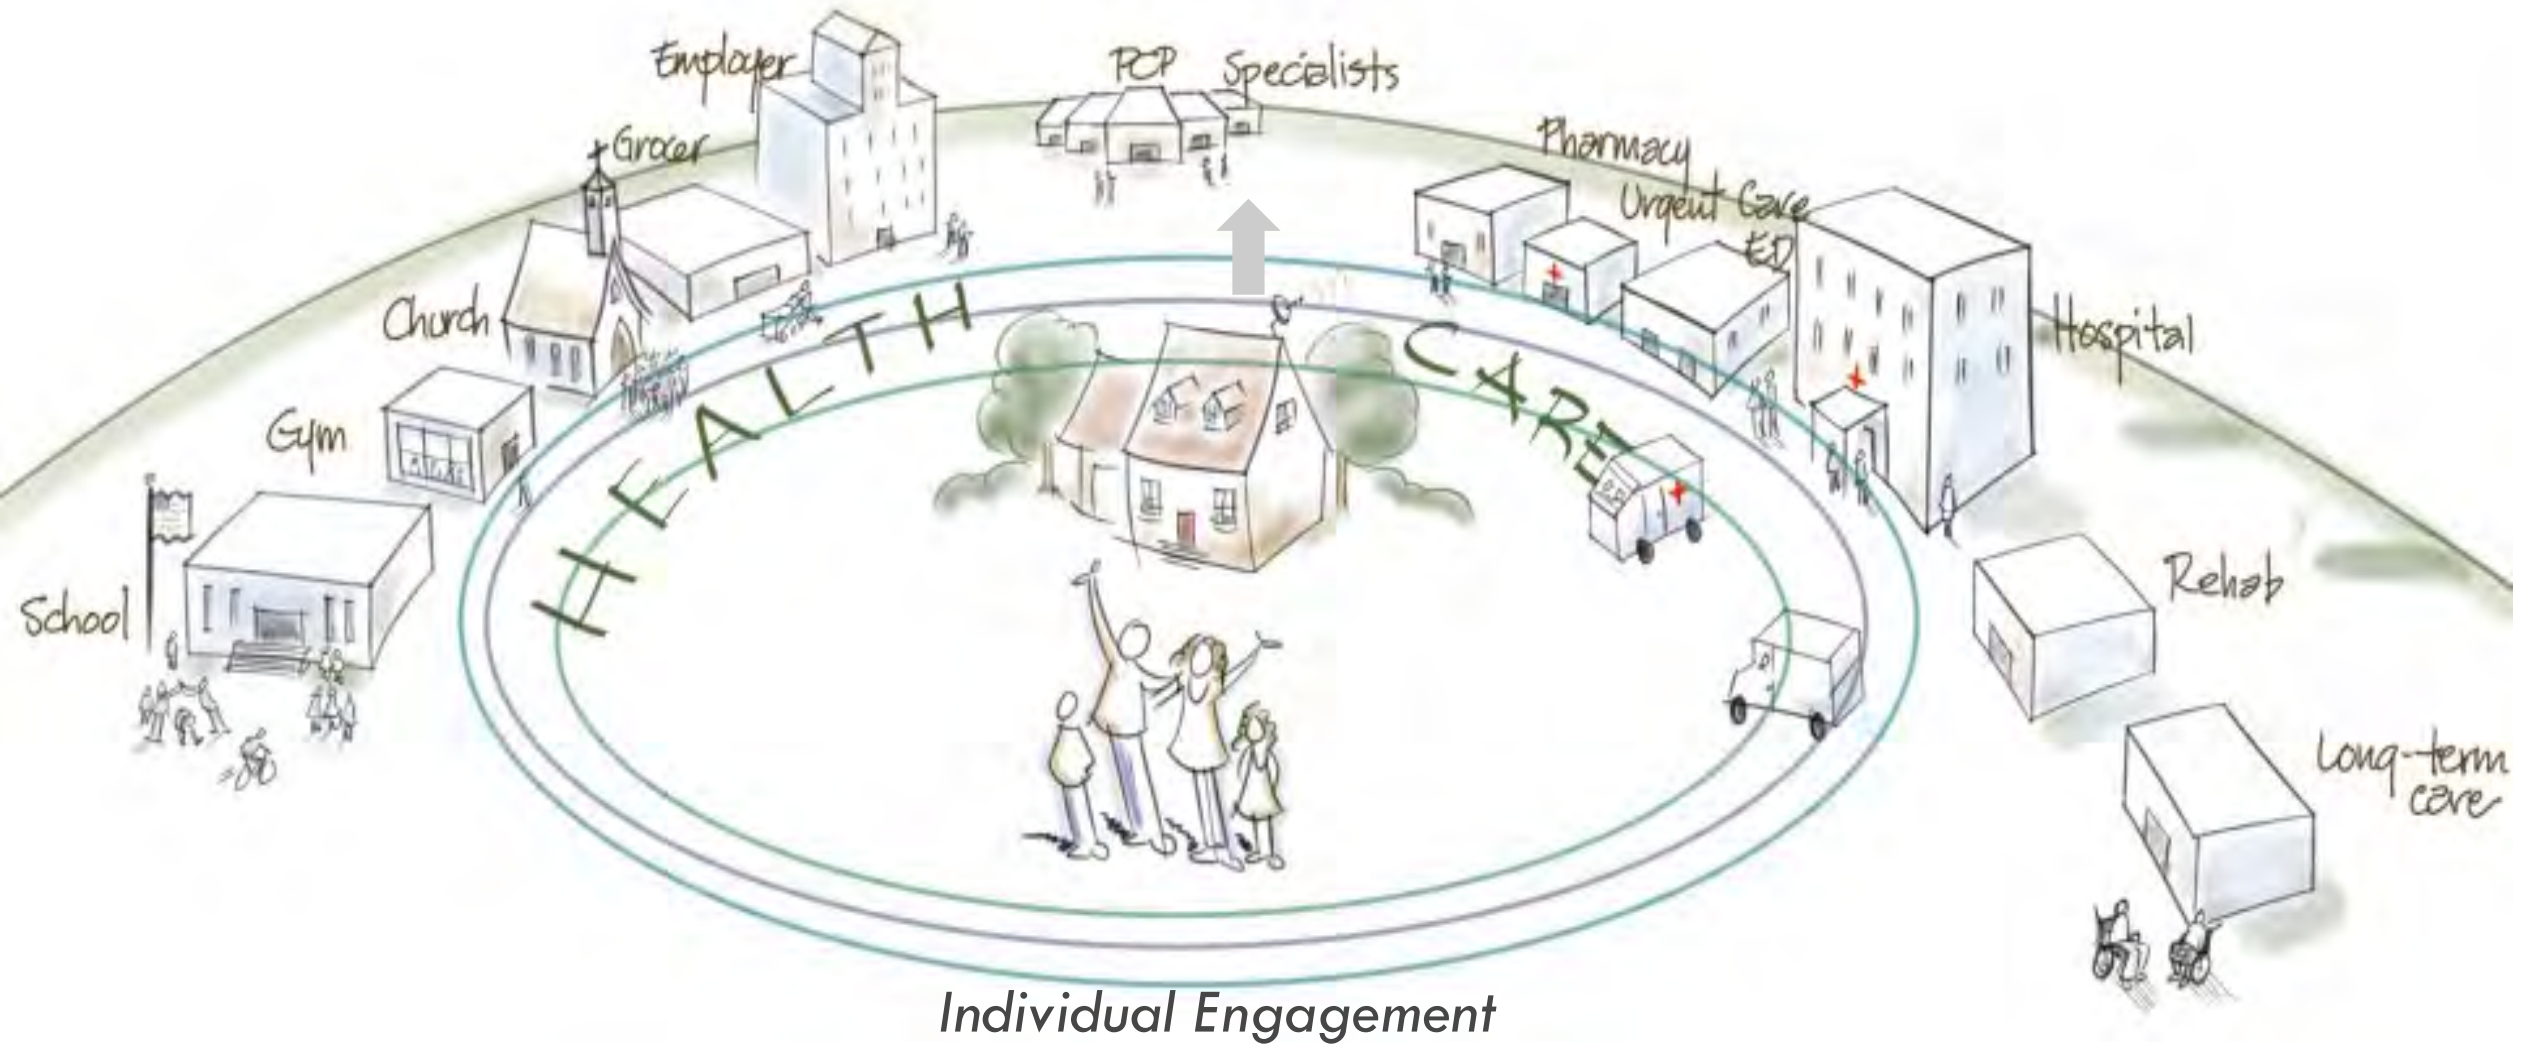 Employer
PCP Specialists
Grocer
Pharmacy
Urgent Care
ED
Church
Hospital
Gym
School
Rehab
Long-term
care
HEALTH CARE
Individual Engagement